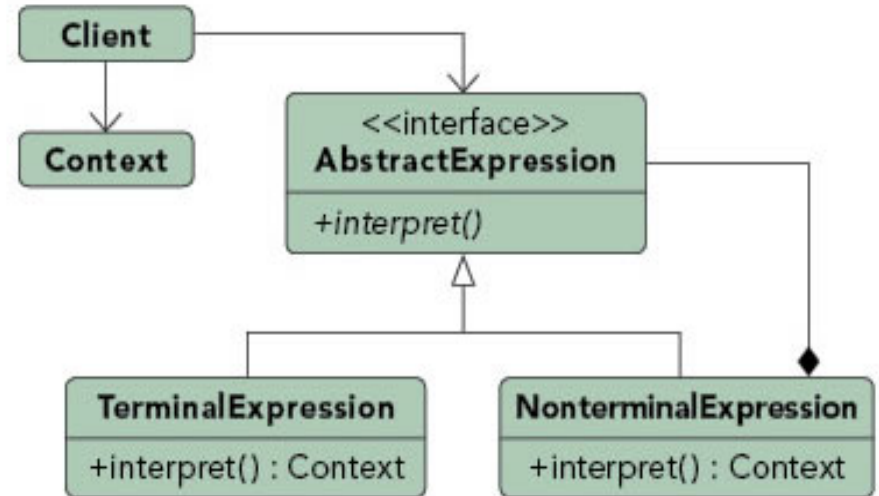 Client
Context
<<interface>>
AbstractExpression
+interpret()
TerminalExpression
+interpret() : Context
NonterminalExpression
+interpret() : Context